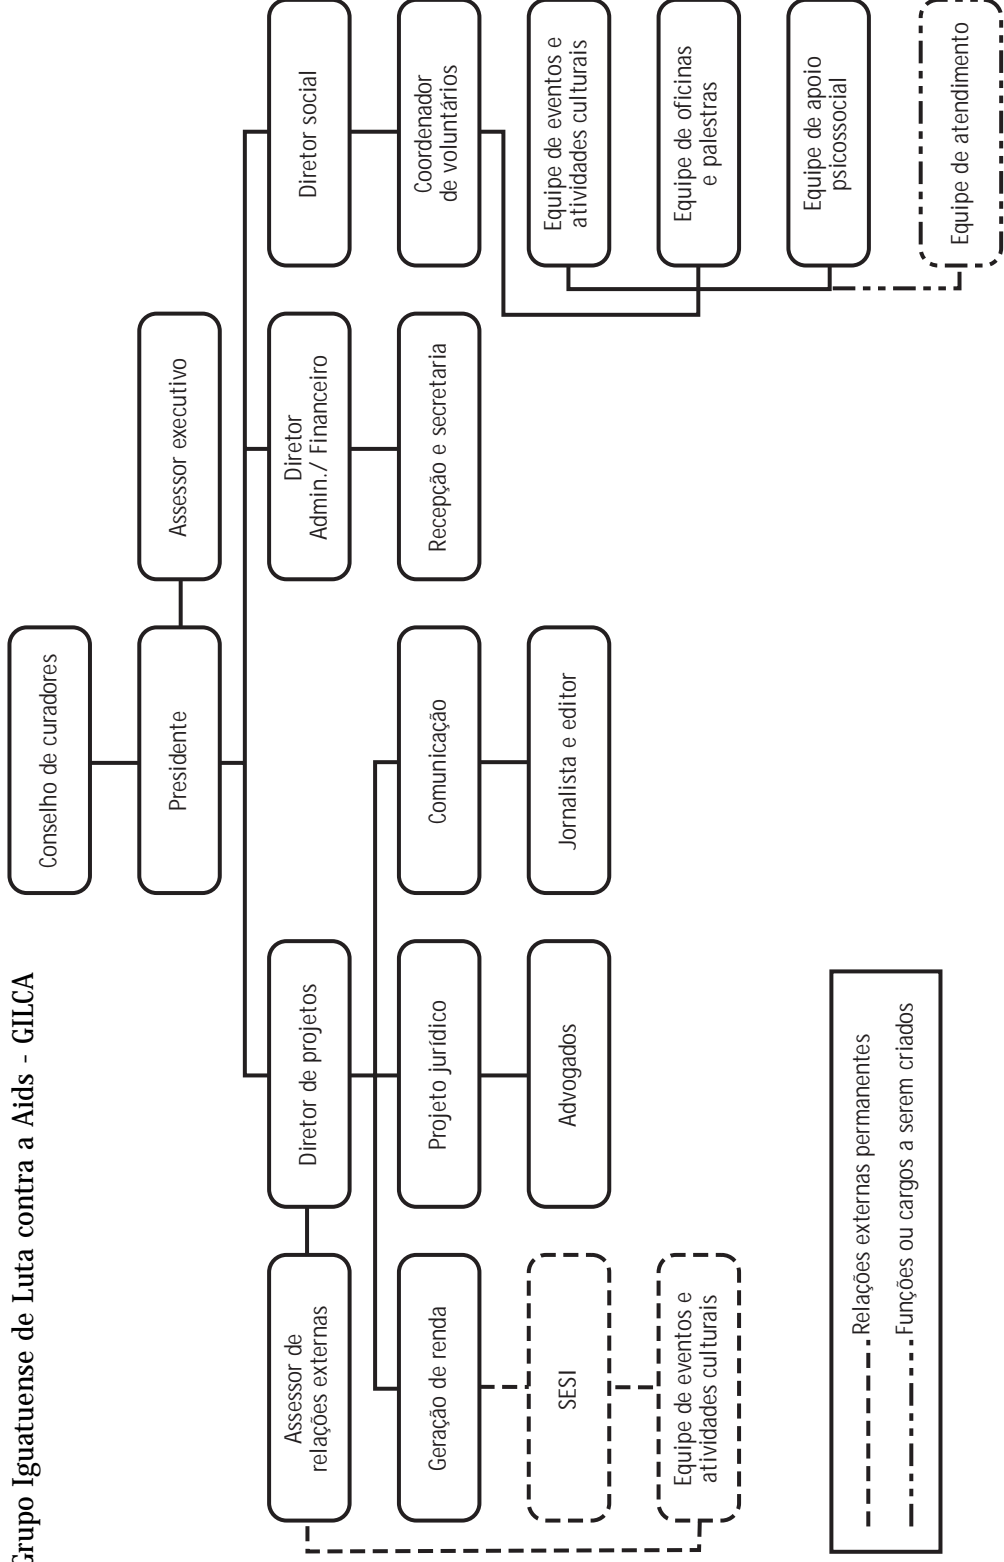 Grupo Iguatuense de Luta contra a Aids - GILCA
Conselho de curadores
Presidente
Assessor executivo
Assessor de
relações externas
Diretor de projetos
Diretor
Admin./ Financeiro
Diretor social
Geração de renda
Projeto jurídico
Comunicação
Recepção e secretaria
Coordenador
de voluntários
SESI
Advogados
Jornalista e editor
Equipe de eventos e
atividades culturais
Equipe de eventos e
atividades culturais
Equipe de oficinas
e palestras
Equipe de apoio
psicossocial
Equipe de atendimento
Relações externas permanentes
Funções ou cargos a serem criados